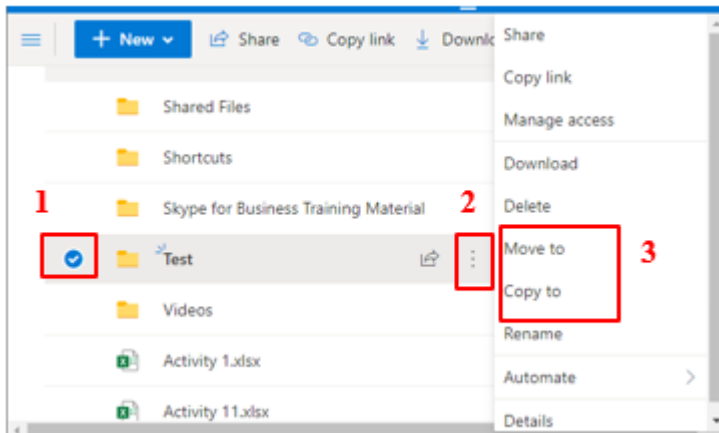 + New
Share
Copy link
Shared Files
Shortcuts
1
Skype for Business Training Material
Test
Videos
Activity 1.xlsx
Activity 11.xlsx
2
Share
Copy link
Manage access
Download
Delete
Move to
3
Copy to
Rename
Automate
Details